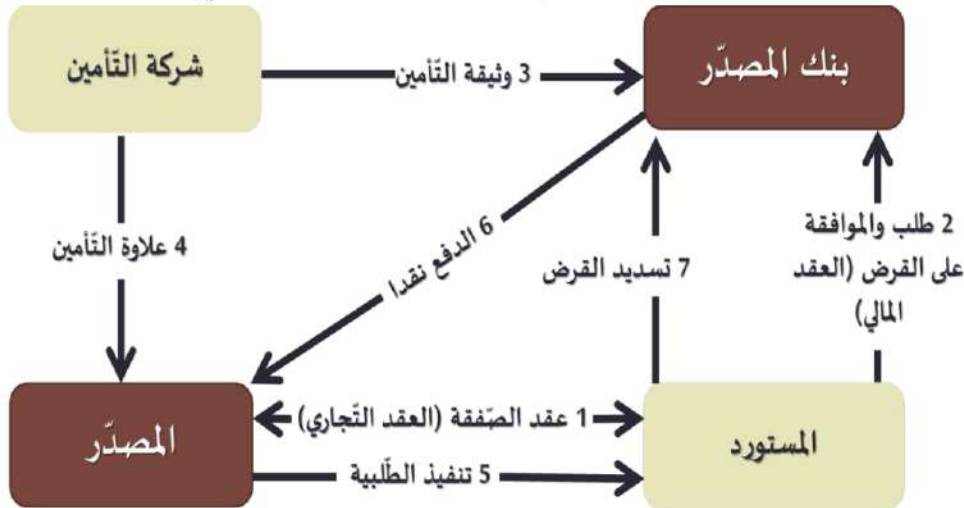 شركة التّأمين
بنك المصدّر
3 وثيقة التّأمين
4 علاوة التّأمين
6 الدفع نقدا
7 تسديد القرض
2 طلب والموافقة
على القرض (العقد
المالي)
المصدّر
1 عقد الصّفقة (العقد التّجاري)
المستورد
5 تنفيذ الطّلبية